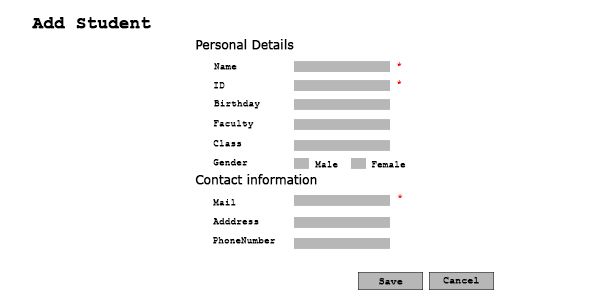 Add Student
Personal Details
Name *
ID *
Birthday
Faculty
Class
Gender Male Female
Contact information
Mail *
Adddress
PhoneNumber
Save Cancel